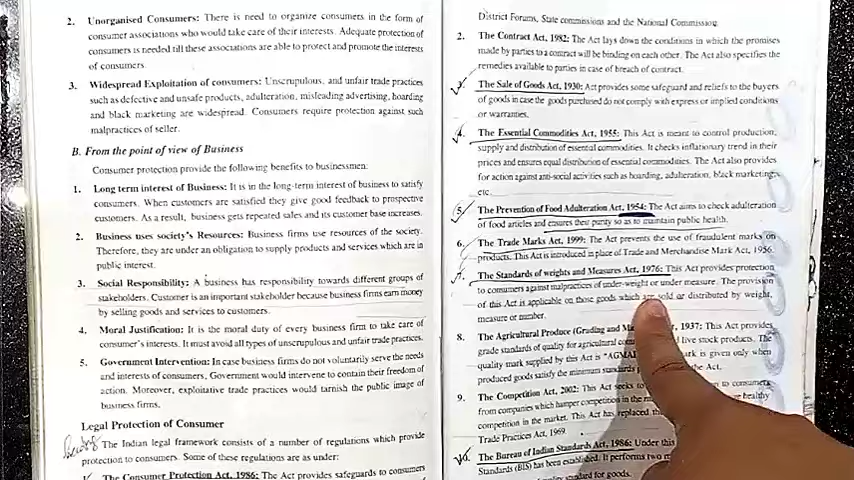 2. Unorganised Consumers: There is need to organize consumers in the form of
consumer associations who would take care of their interests. Adequate protection of
consumers is needed till these associations are able to protect and promote the interests
of consumers.
3. Widespread Exploitation of consumers: Unscrupulous, and unfair trade practices
such as defective and unsafe products, adulteration, misleading advertising, hoarding
and black marketing are widespread. Consumers require protection against such
malpractices of seller.
B. From the point of view of Business
Consumer protection provide the following benefits to businessmen:
1. Long term interest of Business: It is in the long-term interest of business to satisfy
customers. When customers are satisfied they give good feedback to prospective
customers. As a result, business gets repeated sales and its customer base increases.
2. Business uses society's Resources: Business firms use resources of the society.
Therefore, they are under an obligation to supply products and services which are in
public interest.
3. Social Responsibility: A business has responsibility towards different groups of
stakeholders. Customer is an important stakeholder because business firms earn money
by selling goods and services to customers.
4. Moral Justification: It is the moral duty of every business firm to take care of
consumer's interests. It must avoid all types of unscrupulous and unfair trade practices.
5. Government Intervention: In case business firms do not voluntarily serve the needs
and interests of consumers, Government would intervene to contain their freedom of
action. Moreover, exploitative trade practices would tarnish the public image of
business firms.
Legal Protection of Consumer
The Indian legal framework consists of a number of regulations which provide
protection to consumers. Some of these regulations are as under:
The Consumer Protection Act, 1986: The Act provides safeguards to consumers
District Forums, State commissions and the National Commission.
2. The Contract Act, 1982: The Act lays down the conditions in which the promises
made by parties to a contract will be binding on each other. The Act also specifies the
remedies available to parties in case of breach of contract.
3. The Sale of Goods Act, 1930: Act provides some safeguard and reliefs to the buyers
of goods in case the goods purchased do not comply with express or implied conditions
or warranties.
4. The Essential Commodities Act, 1955: This Act is meant to control production,
supply and distribution of essential commodities. It checks inflationary trend in their
prices and ensures equal distribution of essential commodities. The Act also provides
for action against anti-social activities such as hoarding, adulteration, black marketing,
etc.
5. The Prevention of Food Adulteration Act, 1954: The Act aims to check adulteration
of food articles and ensures their purity so as to maintain public health.
6. The Trade Marks Act, 1999: The Act prevents the use of fraudulent marks on
products. This Act is introduced in place of Trade and Merchandise Mark Act, 1956.
7. The Standards of weights and Measures Act, 1976: This Act provides protection
to consumers against malpractices of under-weight or under measure. The provision
of this Act is applicable on those goods which are sold or distributed by weight,
measure or number.
8. The Agricultural Produce (Grading and 1937: This Act provides
grade standards of quality for agricultural live stock products. The
quality mark supplied by this Act is "AGMA ark is given only when
produced goods satisfy the minimum standards the Act.
9. The Competition Act, 2002: This Act seeks to consumers
from companies which hamper competition in the healthy
competition in the market. This Act has replaced the
Trade Practices Act, 1969
10. The Bureau of Indian Standards Act, 1986: Under this
Standards (BIS) has been established. It performs two
standard for goods.